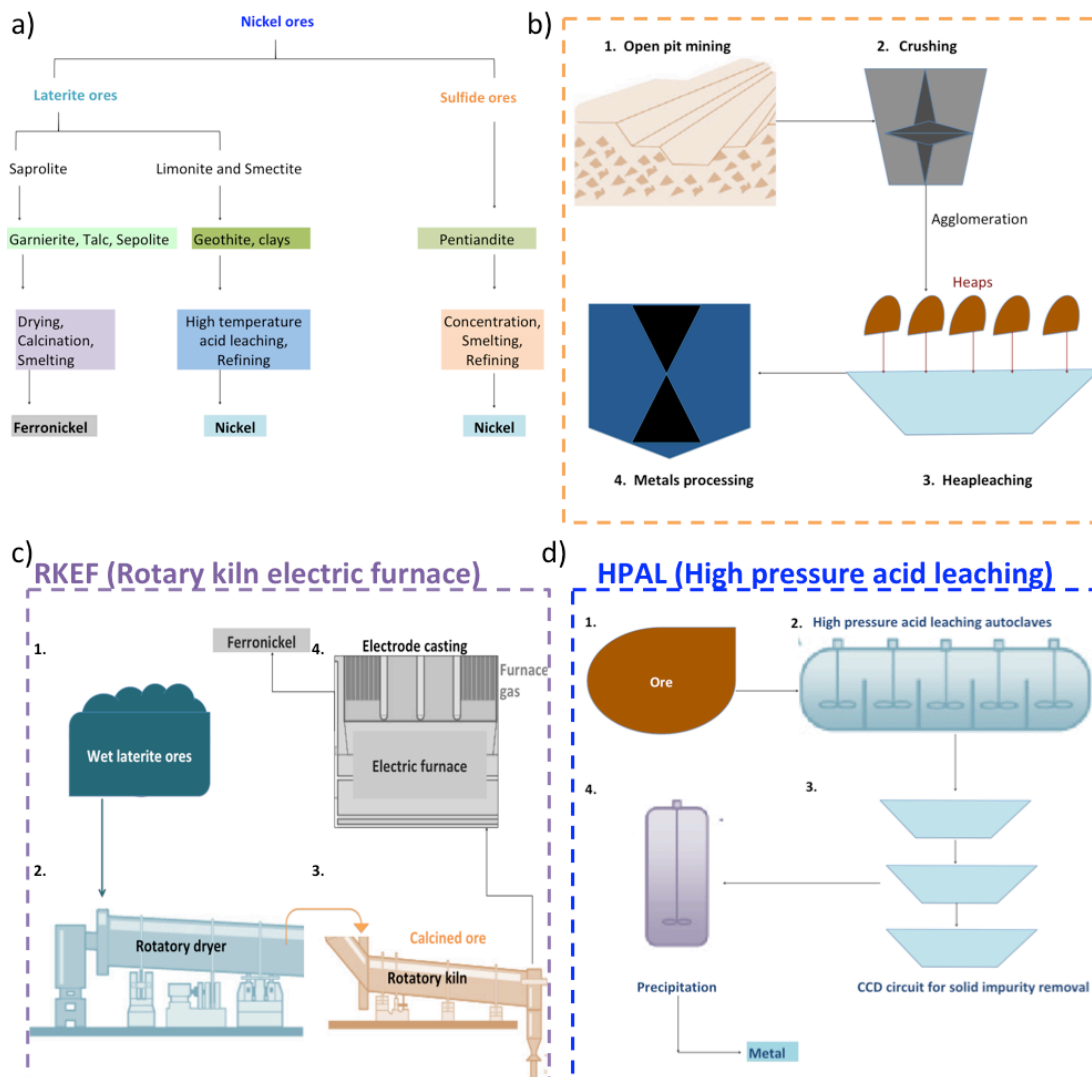 a)
Nickel ores
Laterite ores
Sulfide ores
Saprolite
Limonite and Smectite
Garnierite, Talc, Sepolite
Geothite, clays
Pentiandite
Drying,
Calcination,
Smelting
High temperature
acid leaching,
Refining
Concentration,
Smelting,
Refining
Ferronickel
Nickel
Nickel
b)
1. Open pit mining
2. Crushing
Agglomeration
Heaps
4. Metals processing
3. Heapleaching
c)
RKEF (Rotary kiln electric furnace)
1.
Wet laterite ores
Ferronickel
4.
Electrode casting
Furnace
gas
Electric furnace
2.
Rotatory dryer
3.
Calcined ore
Rotatory kiln
d)
HPAL (High pressure acid leaching)
1.
Ore
2. High pressure acid leaching autoclaves
4.
3.
Precipitation
CCD circuit for solid impurity removal
Metal